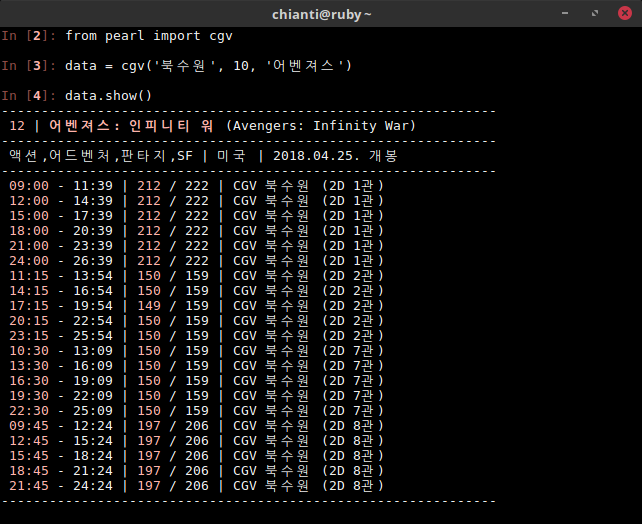 chianti@ruby:~
In [2]: from pearl import cgv
In [3]: data = cgv('북수원', 10, '어벤져스')
In [4]: data.show()
--------------------------------------------------------------
12 | 어벤져스: 인피니티 워 (Avengers: Infinity War)
--------------------------------------------------------------
액션,어드벤처,판타지,SF | 미국 | 2018.04.25. 개봉
--------------------------------------------------------------
09:00 - 11:39 | 212 / 222 | CGV 북수원 (2D 1관)
12:00 - 14:39 | 212 / 222 | CGV 북수원 (2D 1관)
15:00 - 17:39 | 212 / 222 | CGV 북수원 (2D 1관)
18:00 - 20:39 | 212 / 222 | CGV 북수원 (2D 1관)
21:00 - 23:39 | 212 / 222 | CGV 북수원 (2D 1관)
24:00 - 26:39 | 212 / 222 | CGV 북수원 (2D 1관)
11:15 - 13:54 | 150 / 159 | CGV 북수원 (2D 2관)
14:15 - 16:54 | 150 / 159 | CGV 북수원 (2D 2관)
17:15 - 19:54 | 149 / 159 | CGV 북수원 (2D 2관)
20:15 - 22:54 | 150 / 159 | CGV 북수원 (2D 2관)
23:15 - 25:54 | 150 / 159 | CGV 북수원 (2D 2관)
10:30 - 13:09 | 150 / 159 | CGV 북수원 (2D 7관)
13:30 - 16:09 | 150 / 159 | CGV 북수원 (2D 7관)
16:30 - 19:09 | 150 / 159 | CGV 북수원 (2D 7관)
19:30 - 22:09 | 150 / 159 | CGV 북수원 (2D 7관)
22:30 - 25:09 | 150 / 159 | CGV 북수원 (2D 7관)
09:45 - 12:24 | 197 / 206 | CGV 북수원 (2D 8관)
12:45 - 15:24 | 197 / 206 | CGV 북수원 (2D 8관)
15:45 - 18:24 | 197 / 206 | CGV 북수원 (2D 8관)
18:45 - 21:24 | 197 / 206 | CGV 북수원 (2D 8관)
21:45 - 24:24 | 197 / 206 | CGV 북수원 (2D 8관)
--------------------------------------------------------------